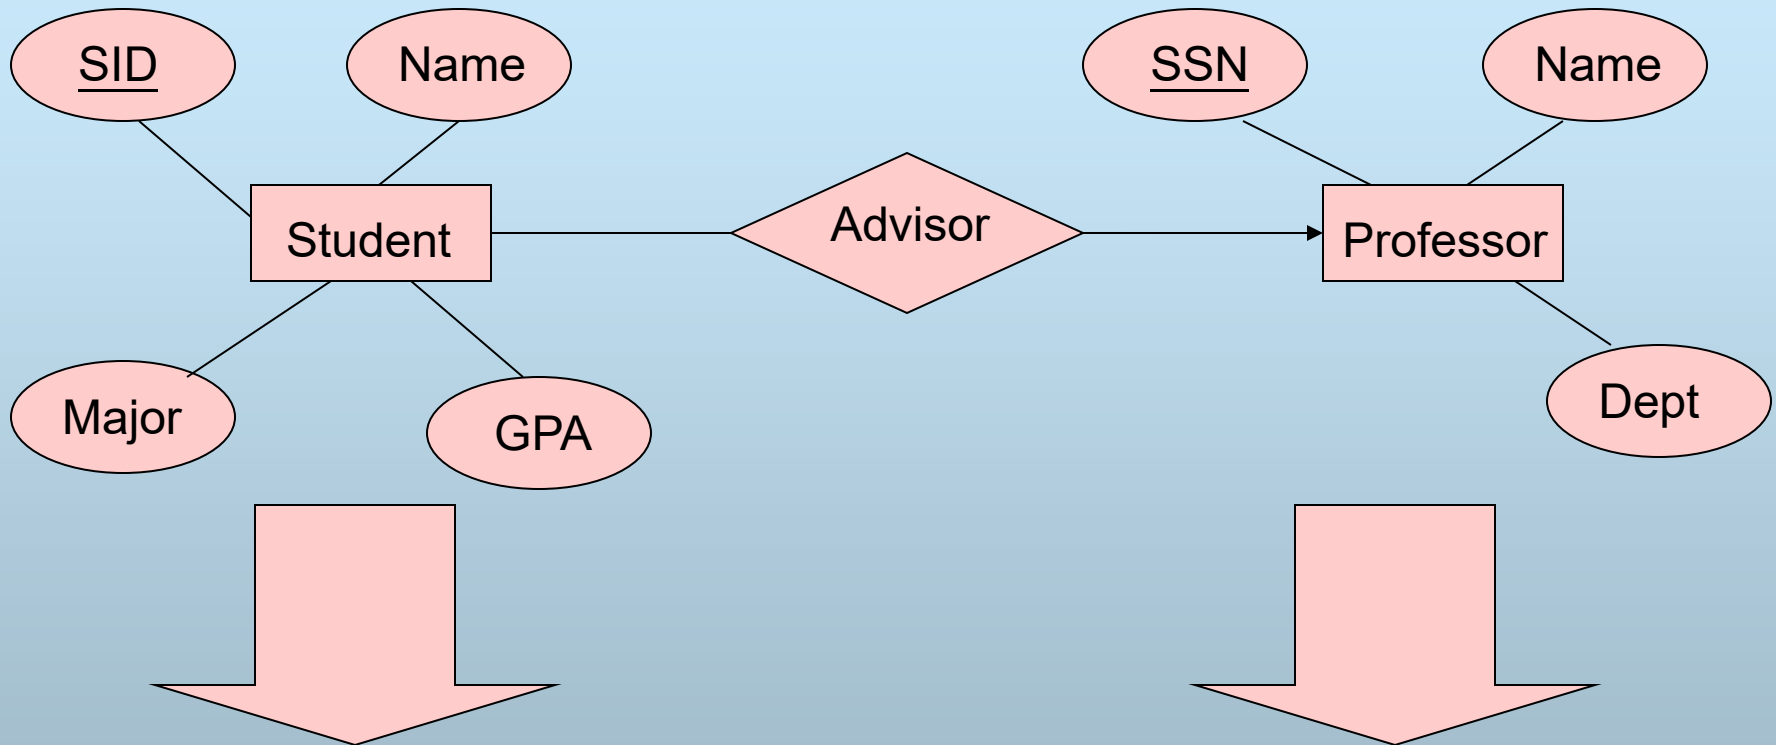 SID
Name
SSN
Name
Student
Advisor
Professor
Major
GPA
Dept